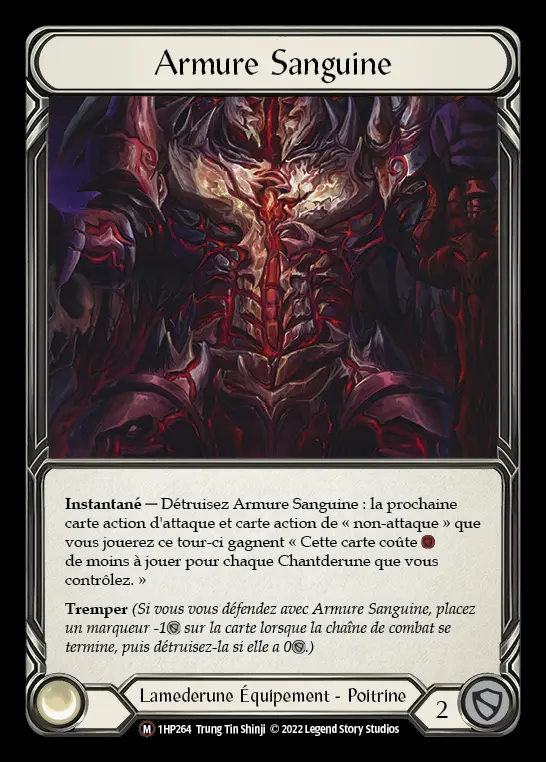 Armure Sanguine
Instantané — Détruisez Armure Sanguine : la prochaine
carte action d'attaque et carte action de « non-attaque » que
vous jouerez ce tour-ci gagnent « Cette carte coûte
de moins à jouer pour chaque Chantderune que vous
contrôlez. »
Tremper (Si vous vous défendez avec Armure Sanguine, placez
un marqueur -1 sur la carte lorsque la chaîne de combat se
termine, puis détruisez-la si elle a 0.)
Lamederune Équipement - Poitrine
2
M 1HP264 Trung Tin Shinji © 2022 Legend Story Studios